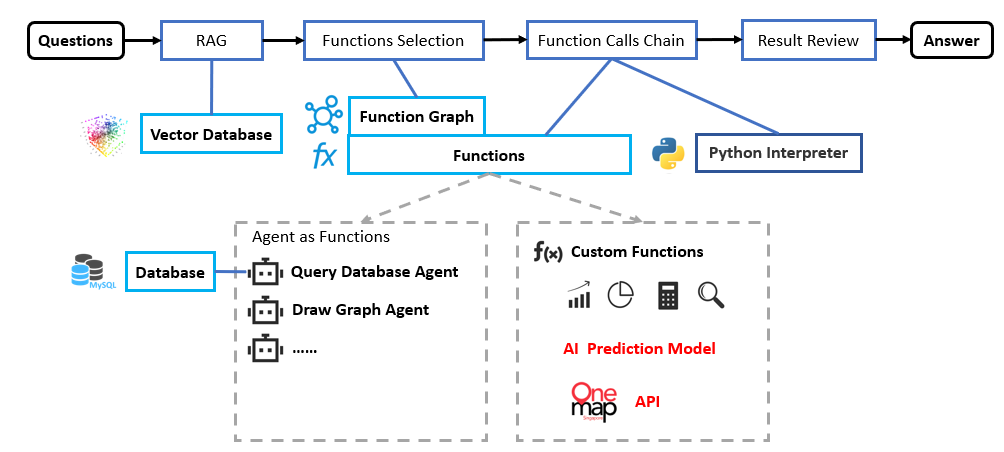 Questions
RAG
Functions Selection
Function Calls Chain
Result Review
Answer
Vector Database
Function Graph
fx
Functions
Python Interpreter
Agent as Functions
MySQL
Database
Query Database Agent
Draw Graph Agent
......
f(x) Custom Functions
AI Prediction Model
One
map
Singapore
API